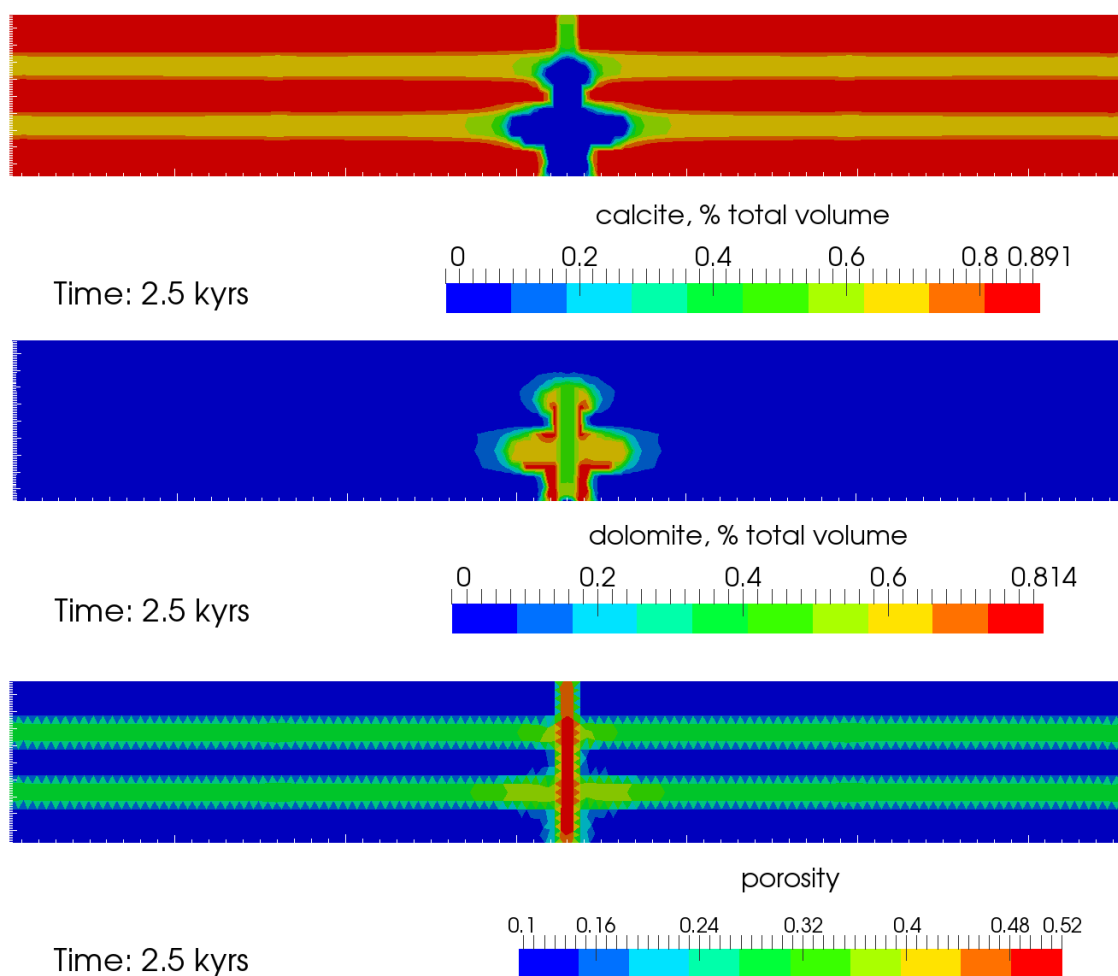 calcite, % total volume
0 0.2 0.4 0.6 0.8 0.891
Time: 2.5 kyrs
dolomite, % total volume
0 0.2 0.4 0.6 0.814
Time: 2.5 kyrs
porosity
0.1 0.16 0.24 0.32 0.4 0.48 0.52
Time: 2.5 kyrs